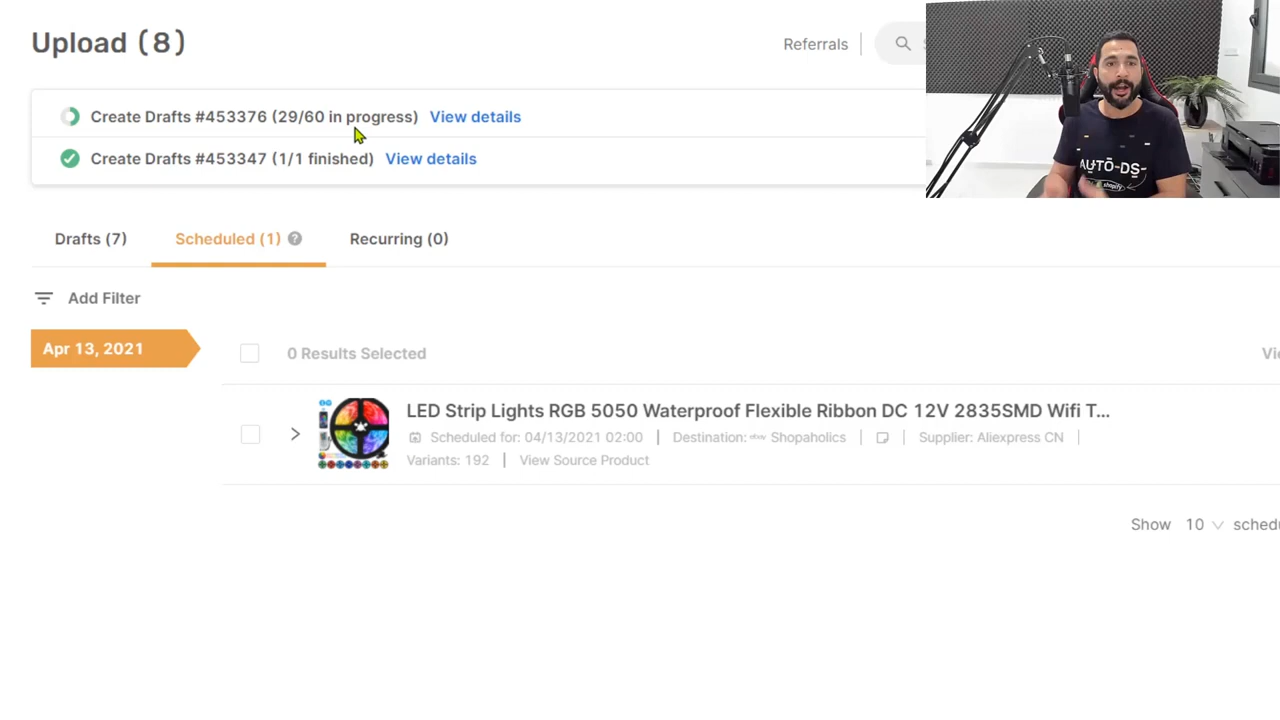 Upload (8)
Referrals
Create Drafts #453376 (29/60 in progress) View details
Create Drafts #453347 (1/1 finished) View details
Drafts (7) Scheduled (1) ? Recurring (0)
Add Filter
Apr 13, 2021
0 Results Selected
LED Strip Lights RGB 5050 Waterproof Flexible Ribbon DC 12V 2835SMD Wifi T...
Scheduled for: 04/13/2021 02:00 | Destination: ebay Shopaholics | Supplier: Aliexpress CN |
Variants: 192 | View Source Product
Show 10 schedu
AUTO-DS
shopify